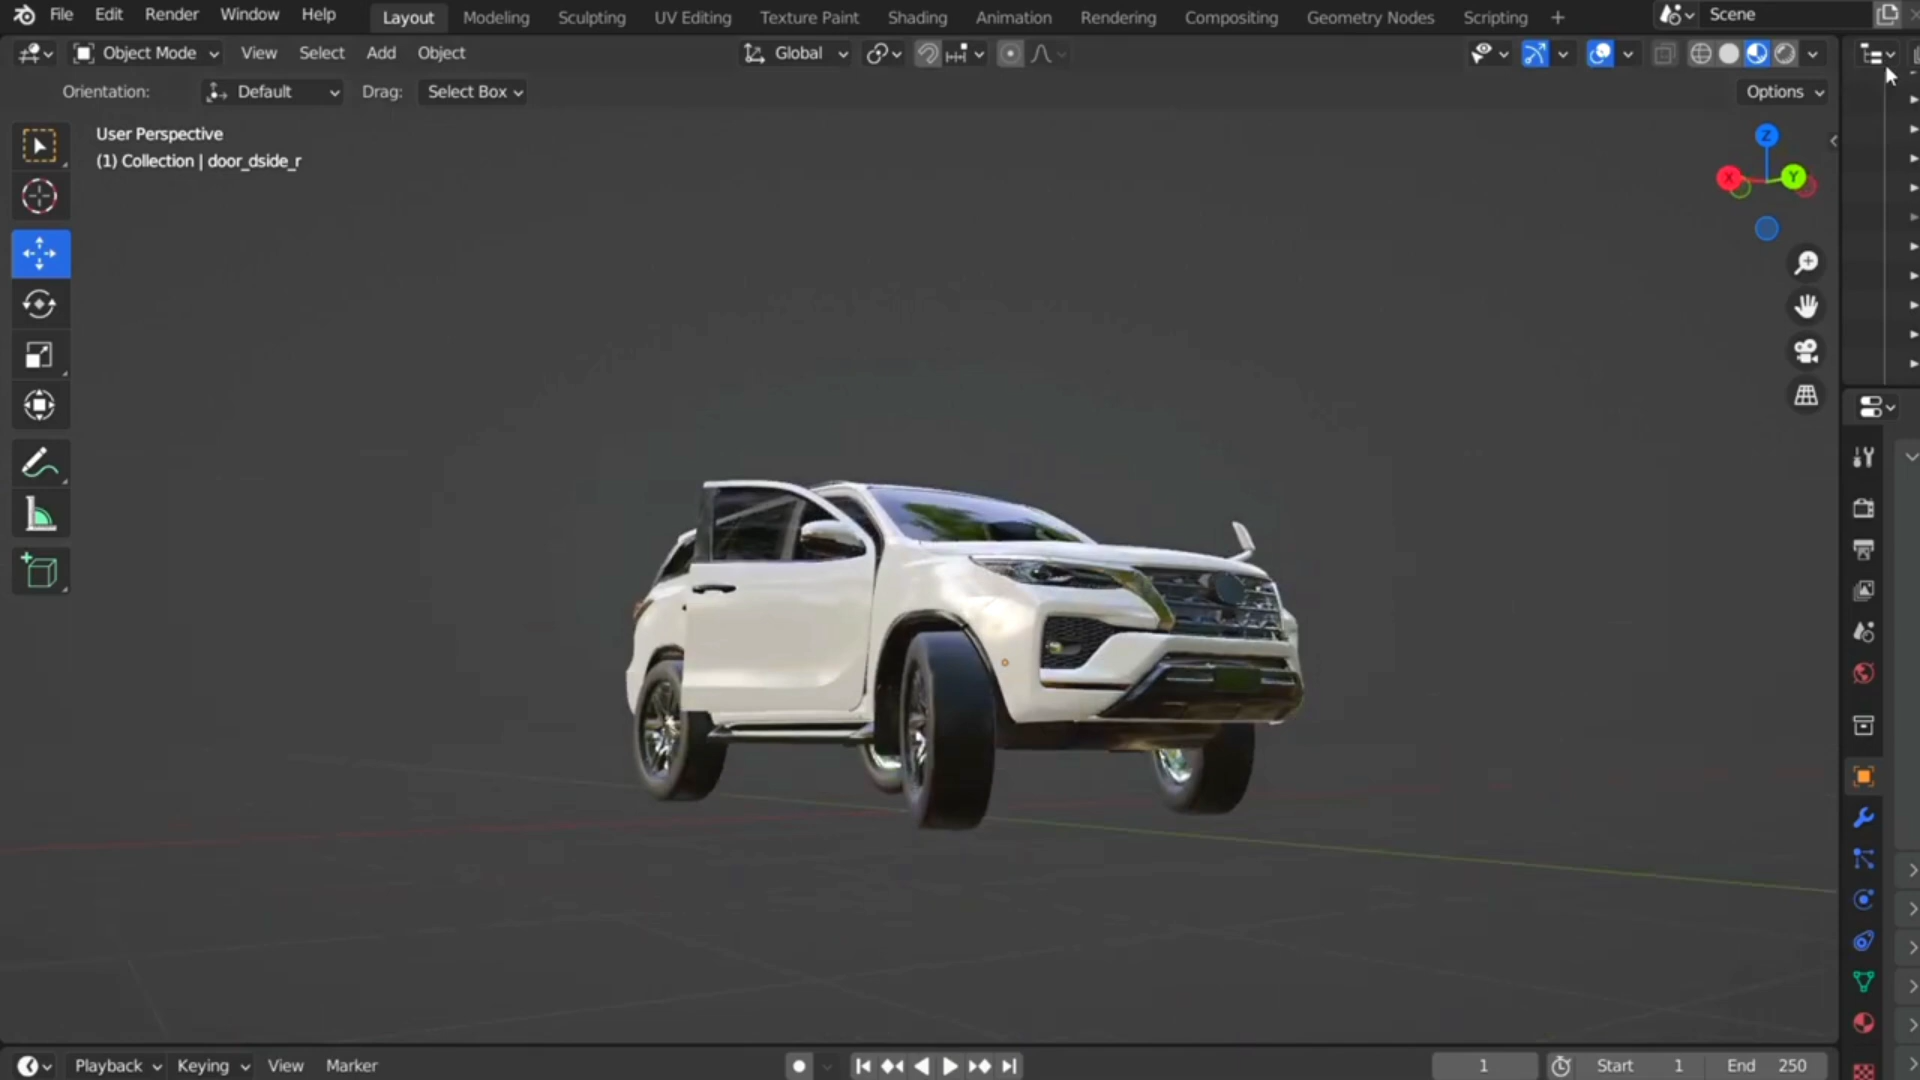 File Edit Render Window Help Layout Modeling Sculpting UV Editing Texture Paint Shading Animation Rendering Compositing Geometry Nodes Scripting + Scene
Object Mode View Select Add Object Global
Orientation: Default Drag: Select Box Options
User Perspective
(1) Collection | door_dside_r
Z
X Y
Playback Keying View Marker 1 Start 1 End 250